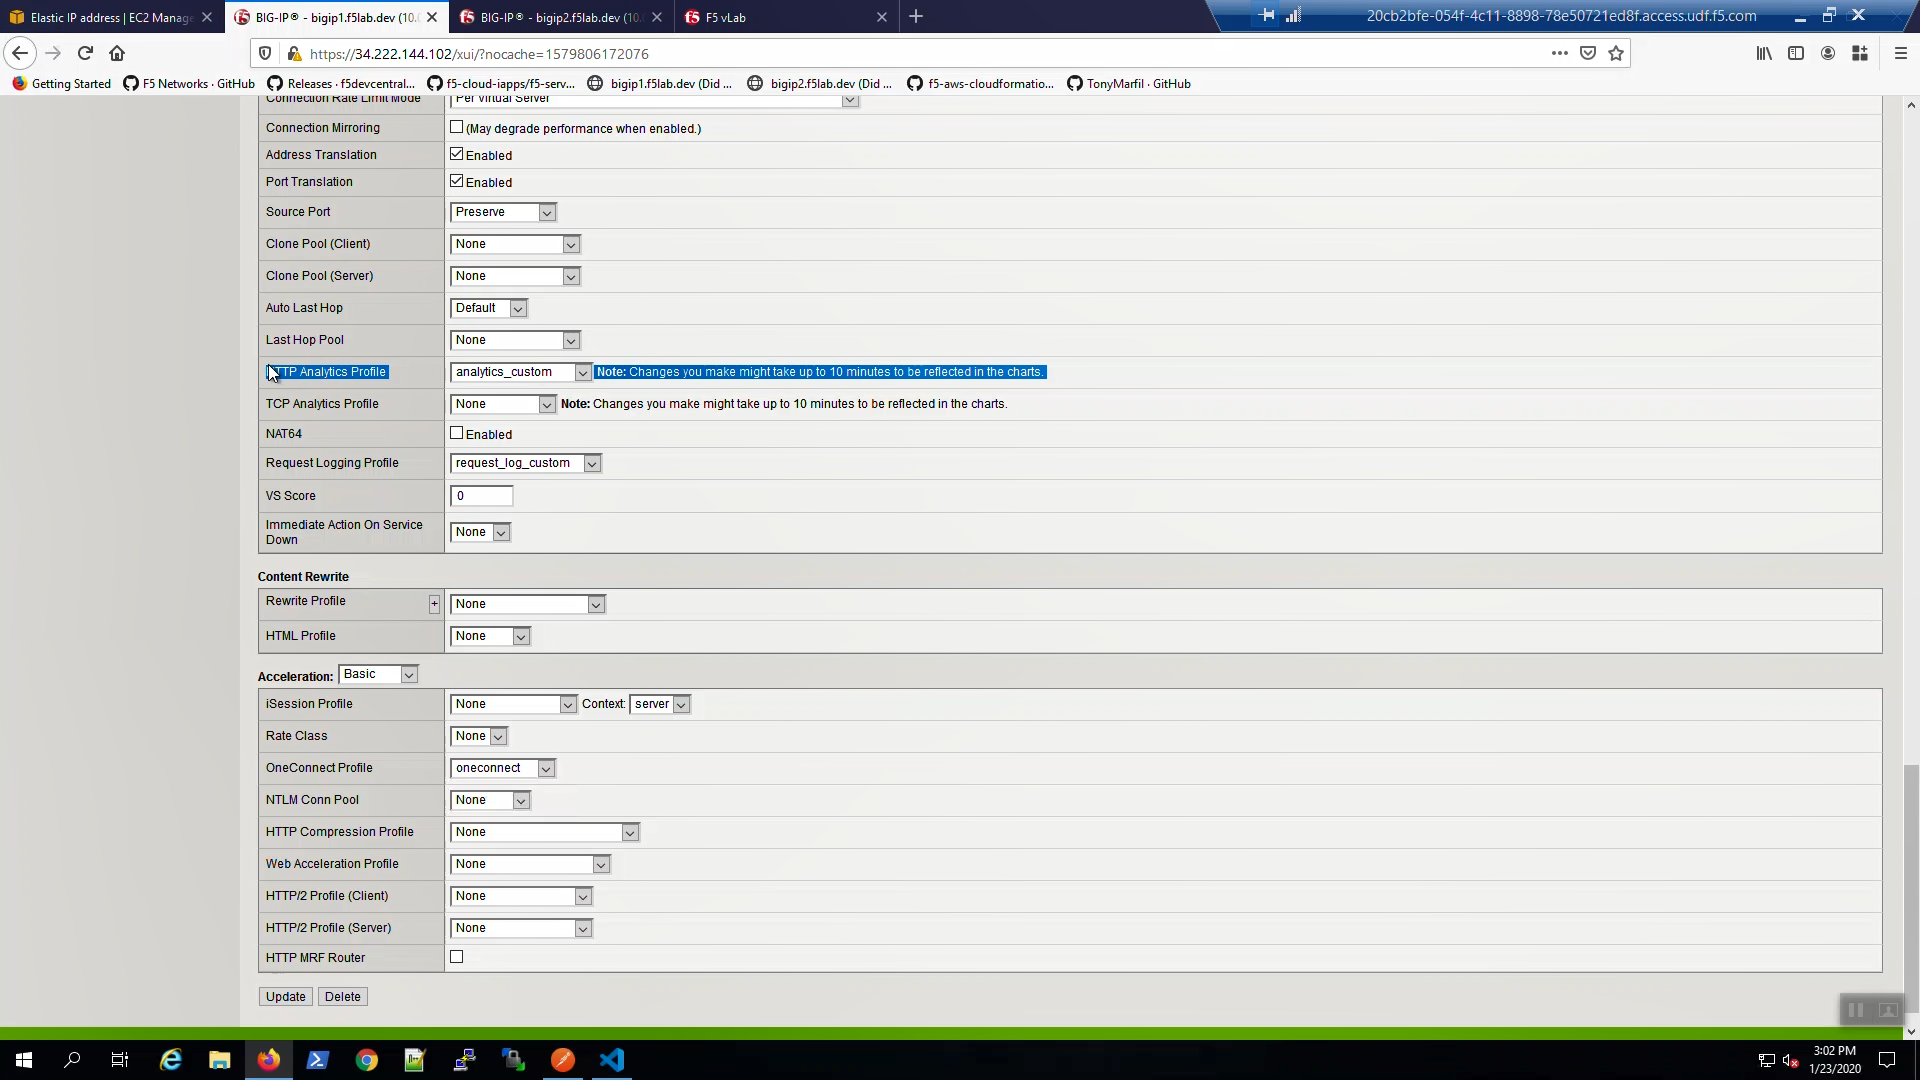 Elastic IP address | EC2 Manage
BIG-IP® - bigip1.f5lab.dev (10.0
BIG-IP® - bigip2.f5lab.dev (10.0
F5 vLab
20cb2bfe-054f-4c11-8898-78e50721ed8f.access.udf.f5.com
https://34.222.144.102/xui/?nocache=1579806172076
Getting Started
F5 Networks · GitHub
Releases · f5devcentral...
f5-cloud-iapps/f5-serv...
bigip1.f5lab.dev (Did ...
bigip2.f5lab.dev (Did ...
f5-aws-cloudformatio...
TonyMarfil · GitHub
Connection Rate Limit Mode Per Virtual Server
Connection Mirroring (May degrade performance when enabled.)
Address Translation Enabled
Port Translation Enabled
Source Port Preserve
Clone Pool (Client) None
Clone Pool (Server) None
Auto Last Hop Default
Last Hop Pool None
HTTP Analytics Profile analytics_custom Note: Changes you make might take up to 10 minutes to be reflected in the charts.
TCP Analytics Profile None Note: Changes you make might take up to 10 minutes to be reflected in the charts.
NAT64 Enabled
Request Logging Profile request_log_custom
VS Score 0
Immediate Action On Service
Down
None
Content Rewrite
Rewrite Profile + None
HTML Profile None
Acceleration: Basic
iSession Profile None Context: server
Rate Class None
OneConnect Profile oneconnect
NTLM Conn Pool None
HTTP Compression Profile None
Web Acceleration Profile None
HTTP/2 Profile (Client) None
HTTP/2 Profile (Server) None
HTTP MRF Router
Update Delete
3:02 PM
1/23/2020